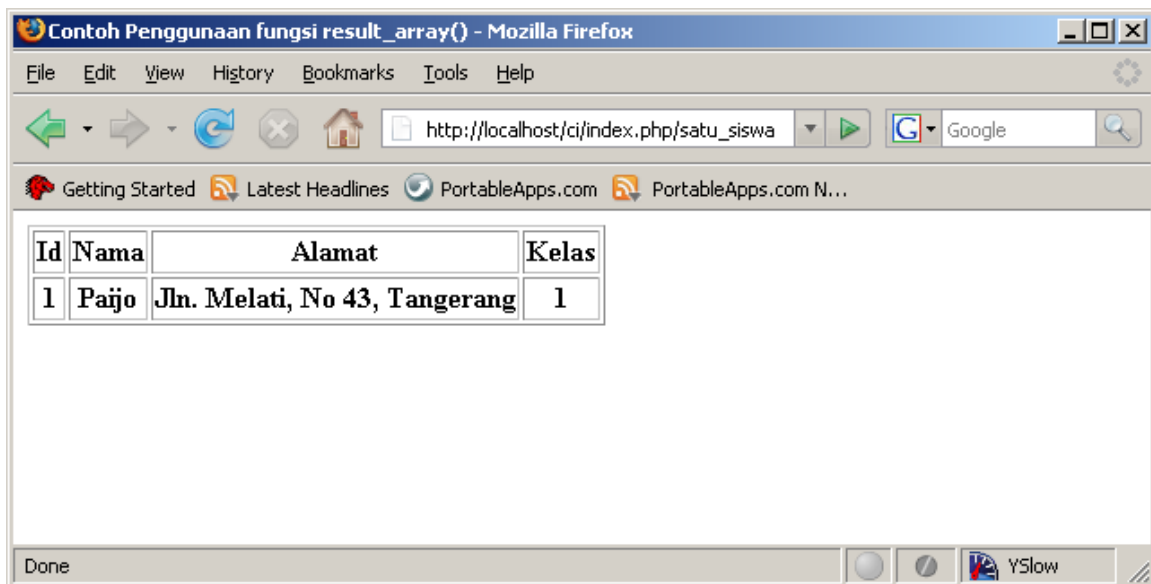 Contoh Penggunaan fungsi result_array() - Mozilla Firefox
File Edit View History Bookmarks Tools Help
http://localhost/ci/index.php/satu_siswa G Google
Getting Started Latest Headlines PortableApps.com PortableApps.com N...
Id Nama Alamat Kelas
1 Paijo Jln. Melati, No 43, Tangerang 1
Done YSlow